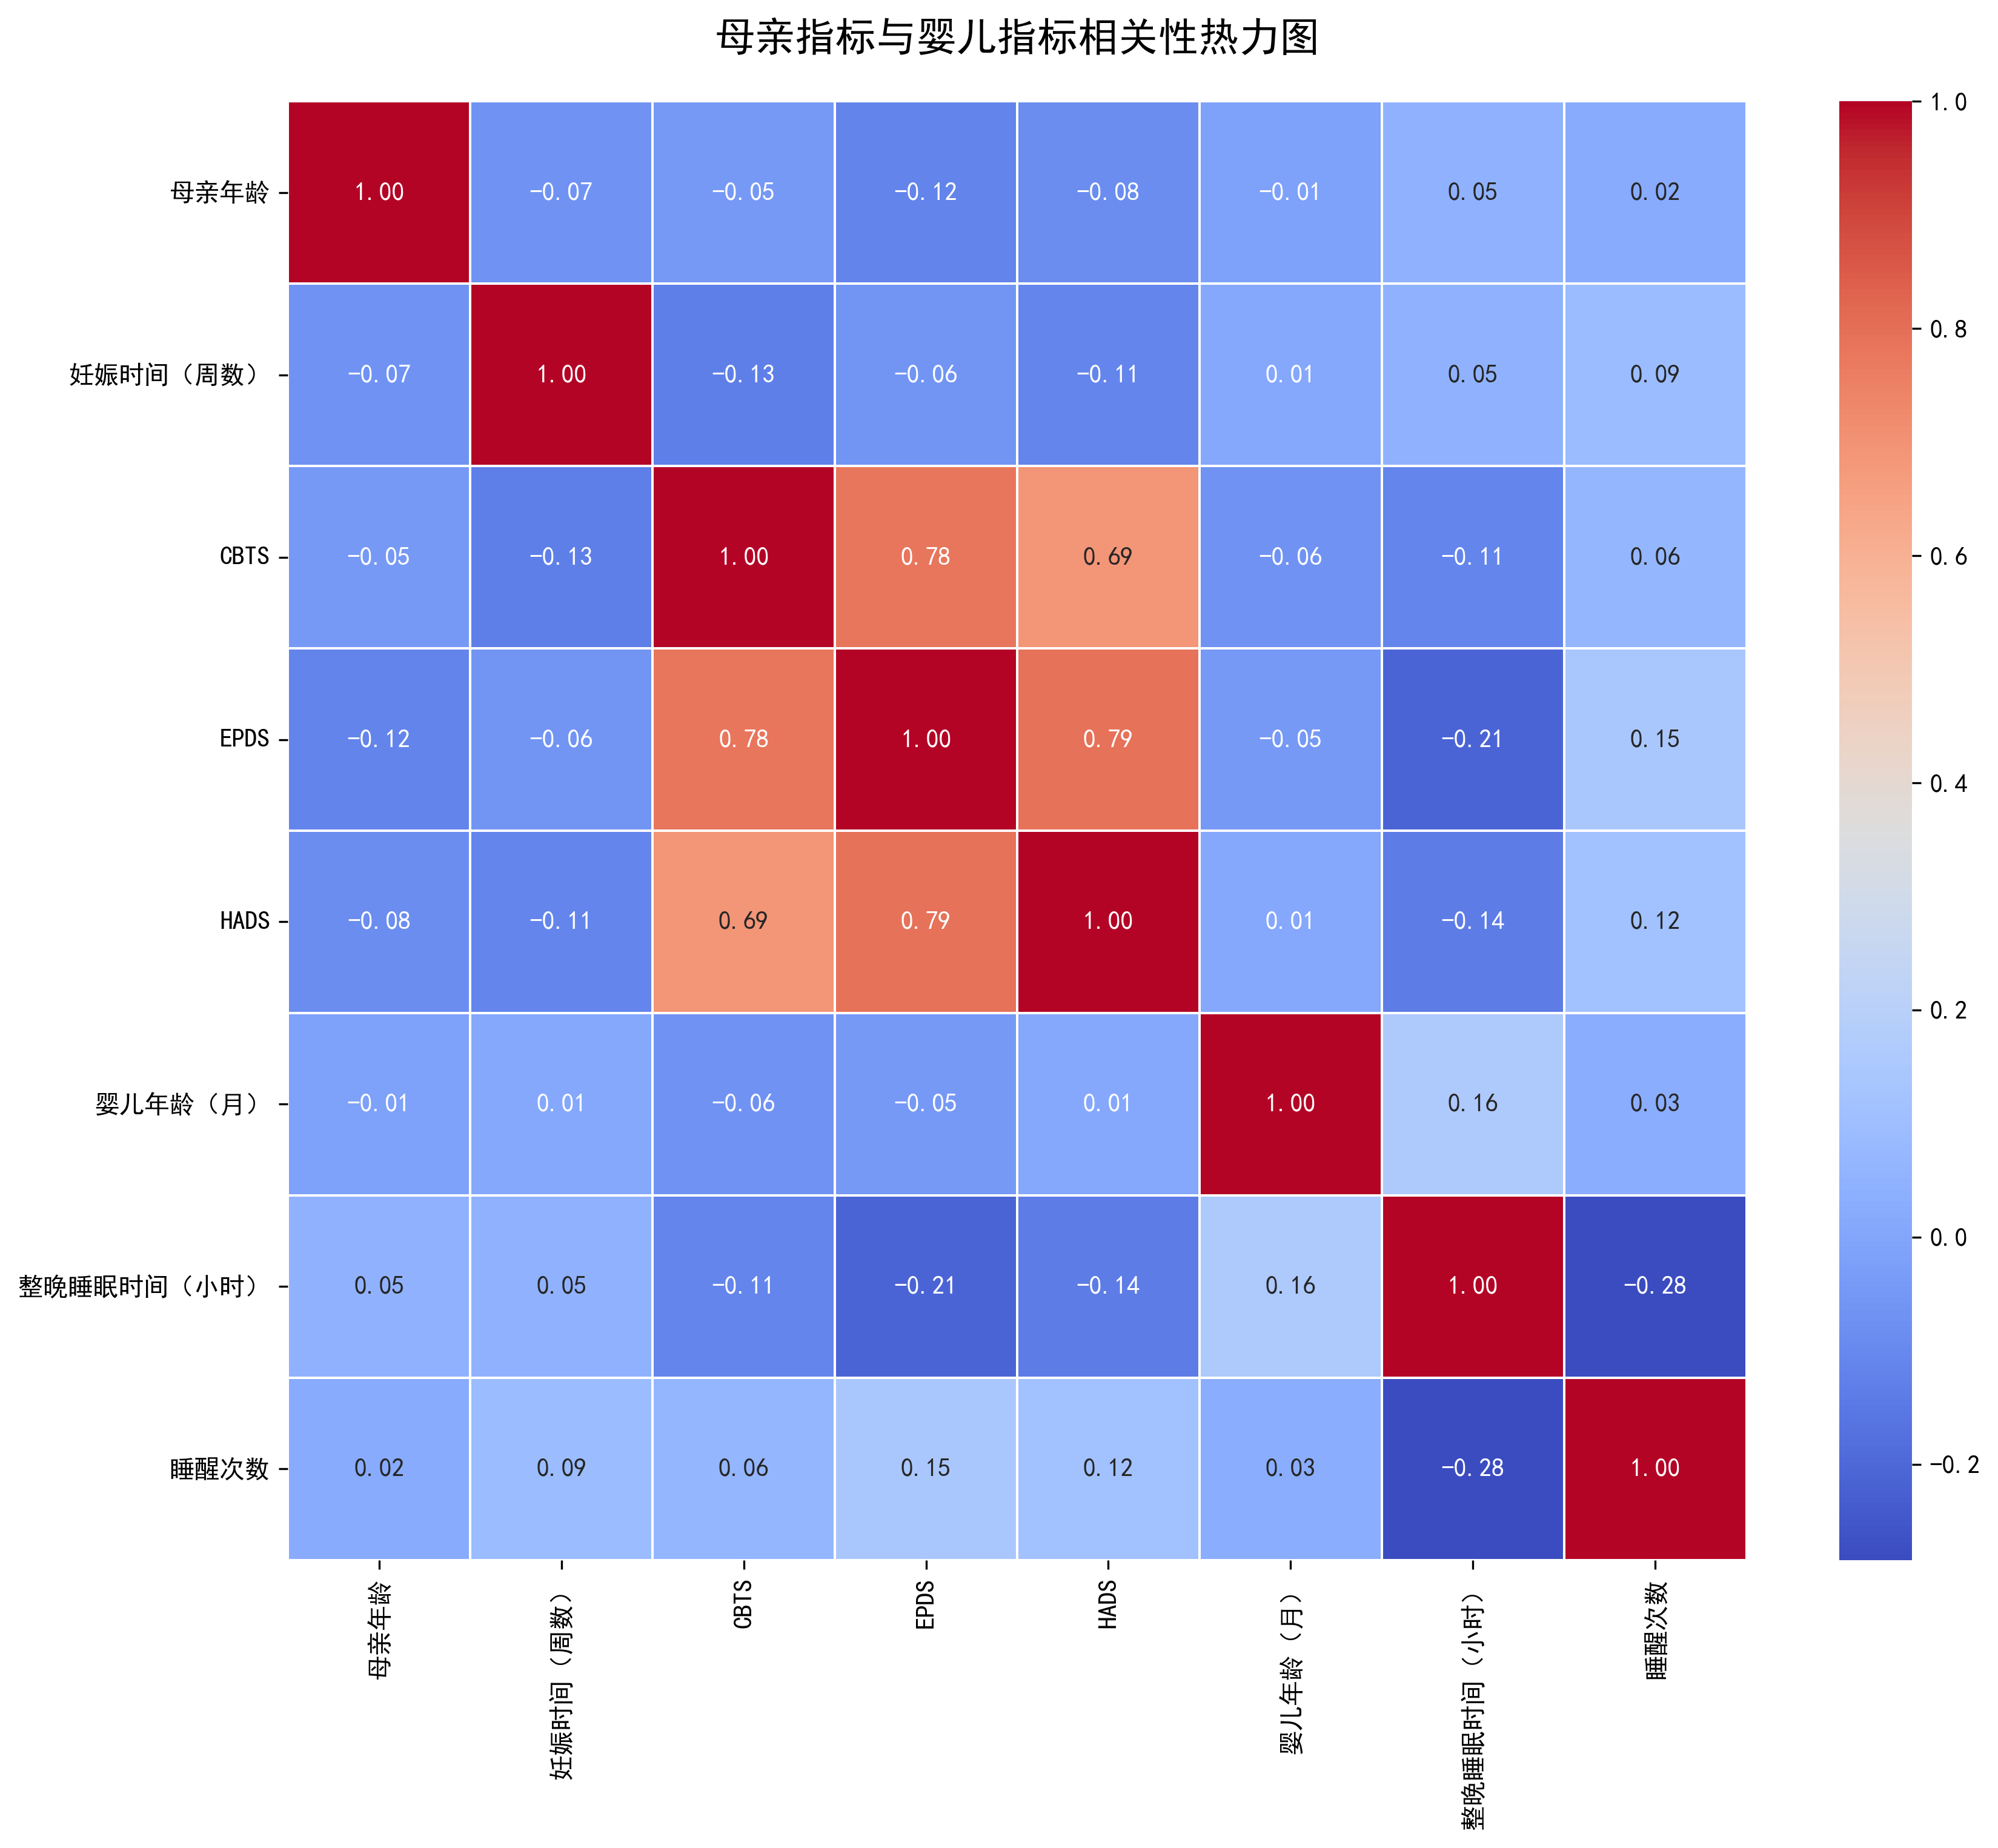 母亲指标与婴儿指标相关性热力图
母亲年龄 1.00 −0.07 −0.05 −0.12 −0.08 −0.01 0.05 0.02
妊娠时间（周数） −0.07 1.00 −0.13 −0.06 −0.11 0.01 0.05 0.09
CBTS −0.05 −0.13 1.00 0.78 0.69 −0.06 −0.11 0.06
EPDS −0.12 −0.06 0.78 1.00 0.79 −0.05 −0.21 0.15
HADS −0.08 −0.11 0.69 0.79 1.00 0.01 −0.14 0.12
婴儿年龄（月） −0.01 0.01 −0.06 −0.05 0.01 1.00 0.16 0.03
整晚睡眠时间（小时） 0.05 0.05 −0.11 −0.21 −0.14 0.16 1.00 −0.28
睡醒次数 0.02 0.09 0.06 0.15 0.12 0.03 −0.28 1.00
母亲年龄
妊娠时间（周数）
CBTS
EPDS
HADS
婴儿年龄（月）
整晚睡眠时间（小时）
睡醒次数
1.0
0.8
0.6
0.4
0.2
0.0
−0.2